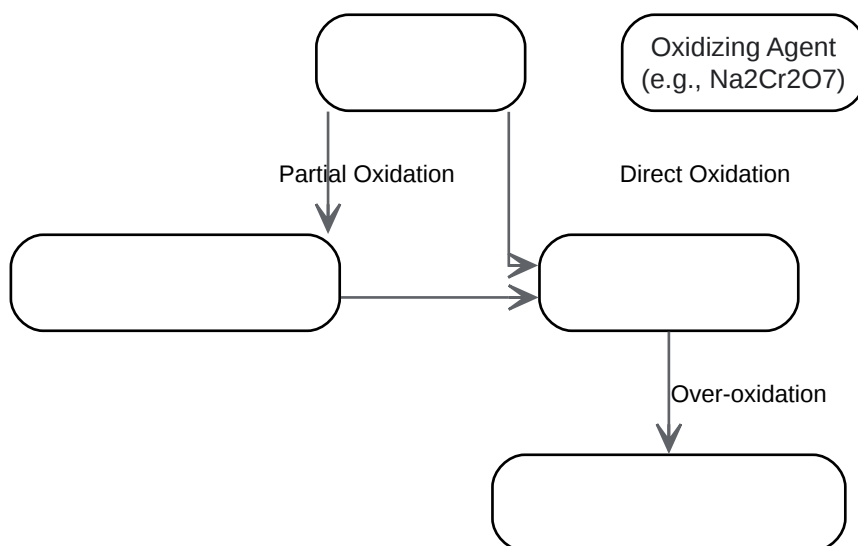 Oxidizing Agent
(e.g., Na2Cr2O7)
Partial Oxidation
Direct Oxidation
Over-oxidation